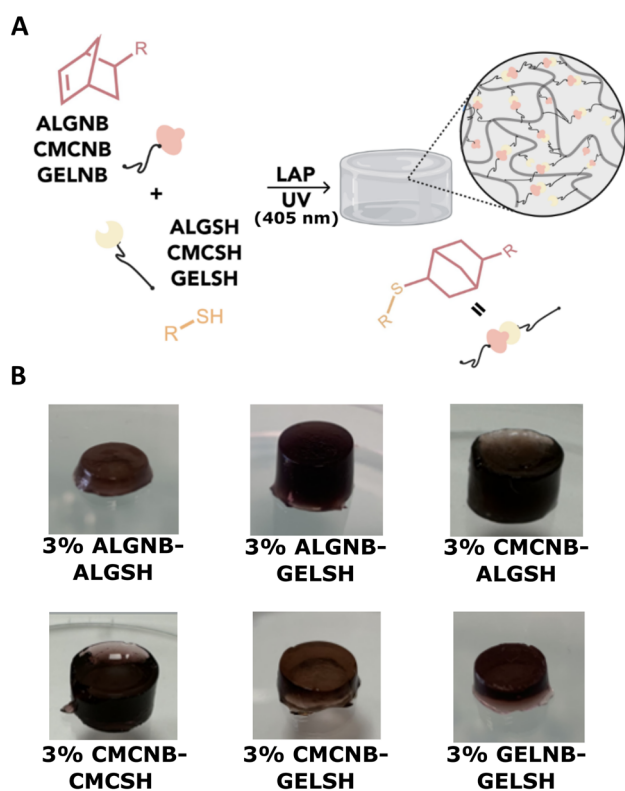 A
R
ALGNB
CMCNB
GELNB
+
ALGSH
CMCSH
GELSH
R SH
LAP
UV
(405 nm)
R
S
R
=
B
3% ALGNB-
ALGSH
3% ALGNB-
GELSH
3% CMCNB-
ALGSH
3% CMCNB-
CMCSH
3% CMCNB-
GELSH
3% GELNB-
GELSH